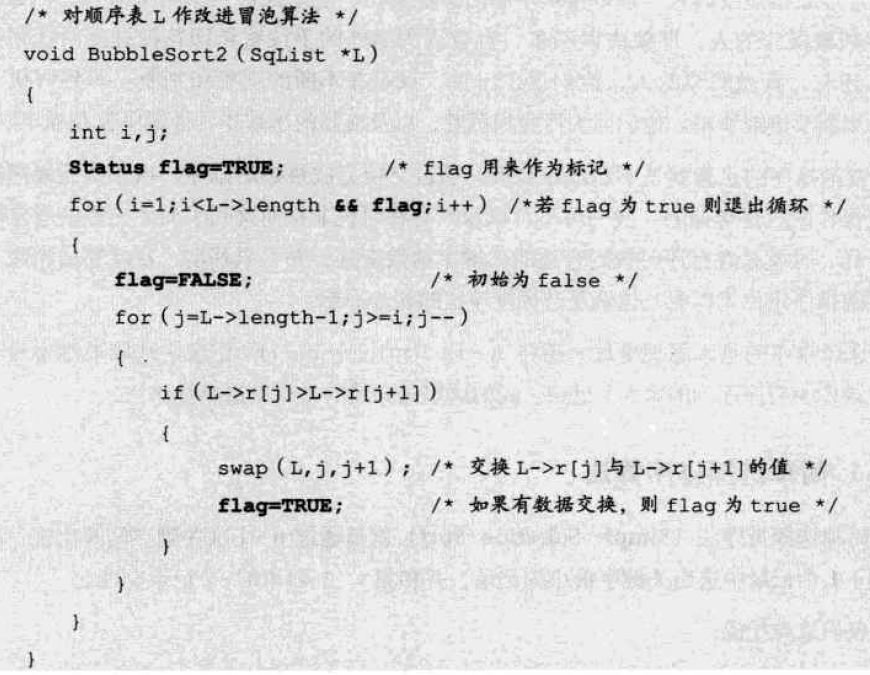 /* 对顺序表 L 作改进冒泡算法 */
void BubbleSort2 (SqList *L)
{
int i,j;
Status flag=TRUE; /* flag 用来作为标记 */
for (i=1;i<L->length && flag;i++) /*若 flag 为 true 则退出循环 */
{
flag=FALSE; /* 初始为 false */
for (j=L->length-1;j>=i;j--)
{
if (L->r[j]>L->r[j+1])
{
swap (L,j,j+1); /* 交换 L->r[j]与 L->r[j+1]的值 */
flag=TRUE; /* 如果有数据交换, 则 flag 为 true */
}
}
}
}